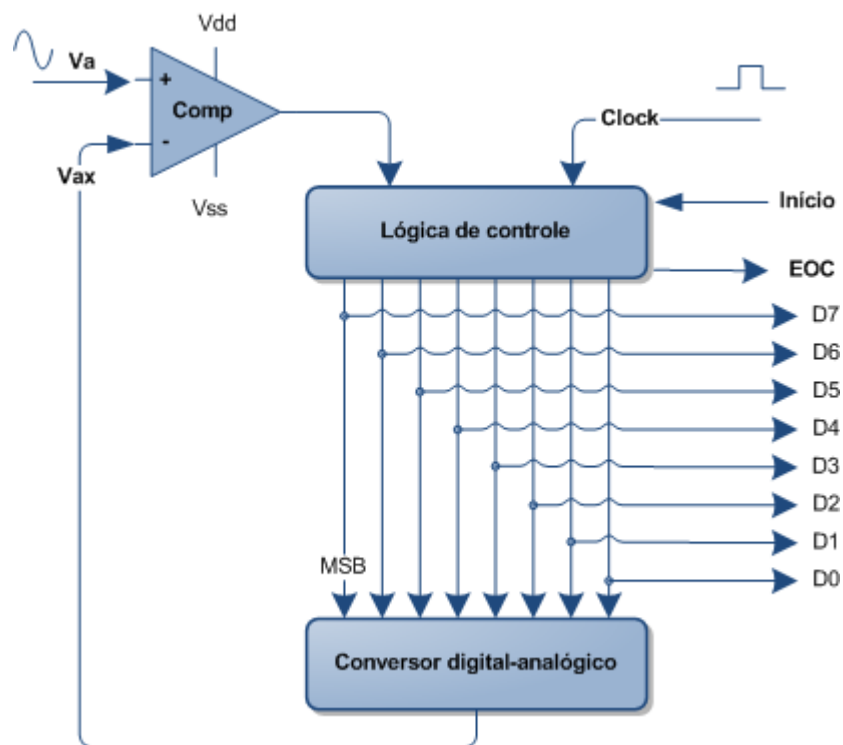 Vdd
Va
+
Comp
Clock
-
Vax
Vss
Início
Lógica de controle
EOC
D7
D6
D5
D4
D3
D2
D1
MSB
D0
Conversor digital-analógico